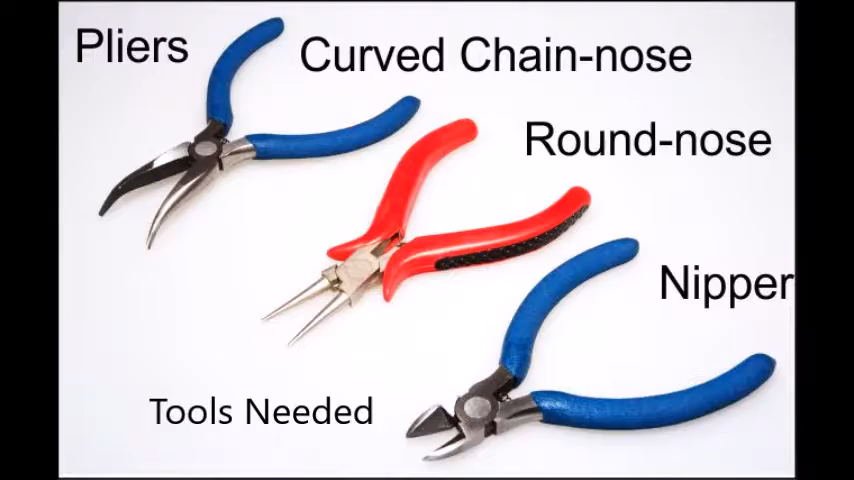 Pliers
Curved Chain-nose
Round-nose
Nipper
Tools Needed